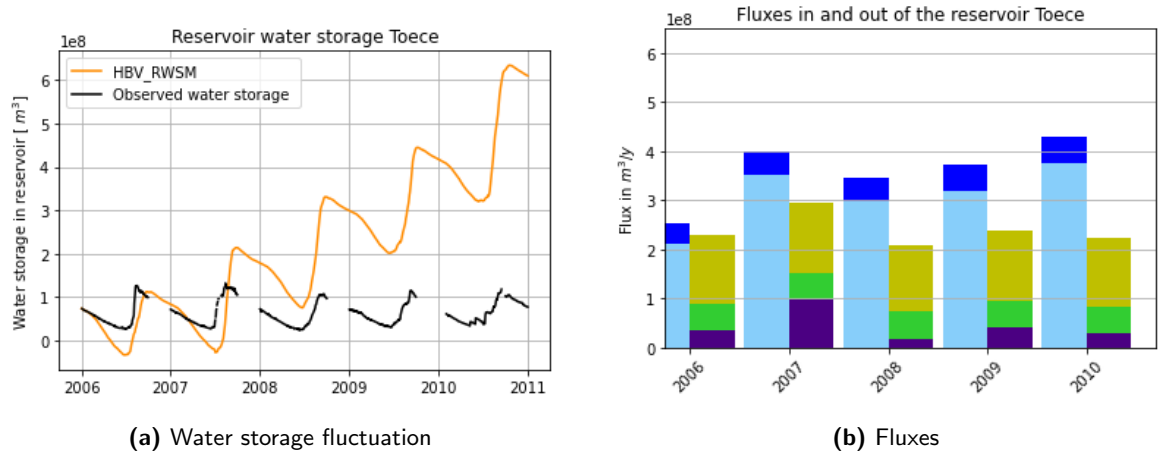 Reservoir water storage Toece
1e8
HBV_RWSM
Observed water storage
Water storage in reservoir [ m³]
6
5
4
3
2
1
0
2006 2007 2008 2009 2010 2011
(a) Water storage fluctuation
Fluxes in and out of the reservoir Toece
1e8
Flux in m³/y
6
5
4
3
2
1
0
2006 2007 2008 2009 2010
(b) Fluxes